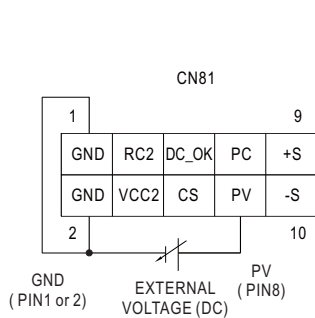 CN81
1 9
GND RC2 DC_OK PC +S
GND VCC2 CS PV -S
2 10
GND
( PIN1 or 2)
EXTERNAL
VOLTAGE (DC)
PV
( PIN8)